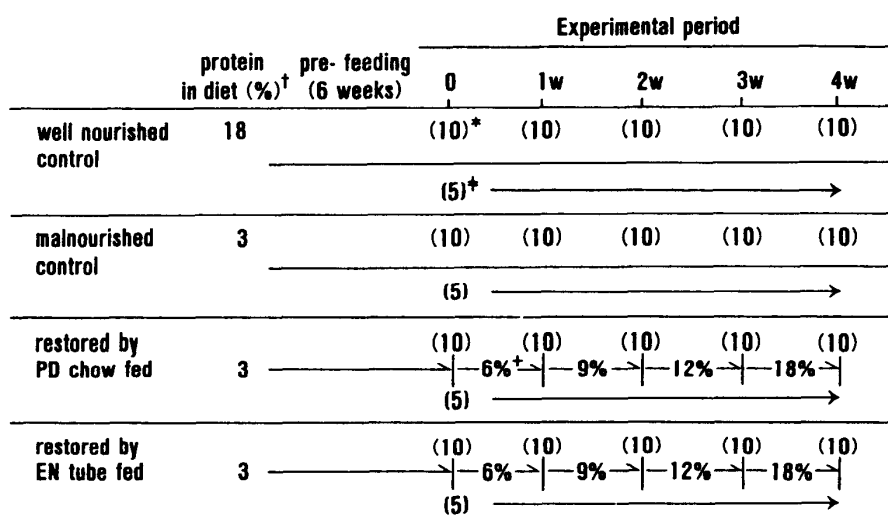 Experimental period
protein in diet (%)† pre- feeding (6 weeks) 0 1w 2w 3w 4w
well nourished control 18 (10)* (10) (10) (10) (10)
(5)‡
malnourished control 3 (10) (10) (10) (10) (10)
(5)
restored by (10) (10) (10) (10) (10)
PD chow fed 3 6%+ 9% 12% 18%
(5)
restored by (10) (10) (10) (10) (10)
EN tube fed 3 6% 9% 12% 18%
(5)